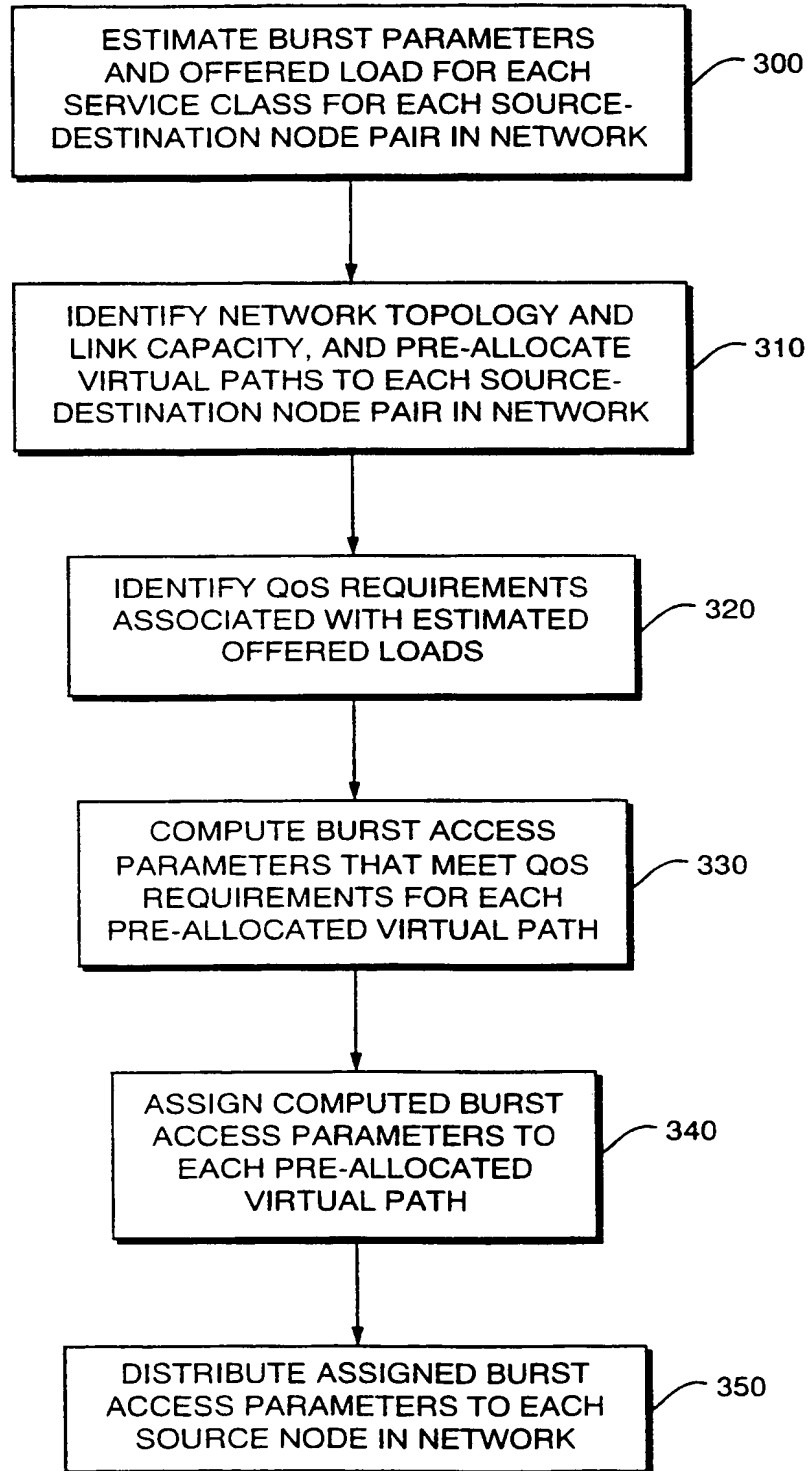 ESTIMATE BURST PARAMETERS
AND OFFERED LOAD FOR EACH
SERVICE CLASS FOR EACH SOURCE-
DESTINATION NODE PAIR IN NETWORK
300
IDENTIFY NETWORK TOPOLOGY AND
LINK CAPACITY, AND PRE-ALLOCATE
VIRTUAL PATHS TO EACH SOURCE-
DESTINATION NODE PAIR IN NETWORK
310
IDENTIFY QoS REQUIREMENTS
ASSOCIATED WITH ESTIMATED
OFFERED LOADS
320
COMPUTE BURST ACCESS
PARAMETERS THAT MEET QoS
REQUIREMENTS FOR EACH
PRE-ALLOCATED VIRTUAL PATH
330
ASSIGN COMPUTED BURST
ACCESS PARAMETERS TO
EACH PRE-ALLOCATED
VIRTUAL PATH
340
DISTRIBUTE ASSIGNED BURST
ACCESS PARAMETERS TO EACH
SOURCE NODE IN NETWORK
350